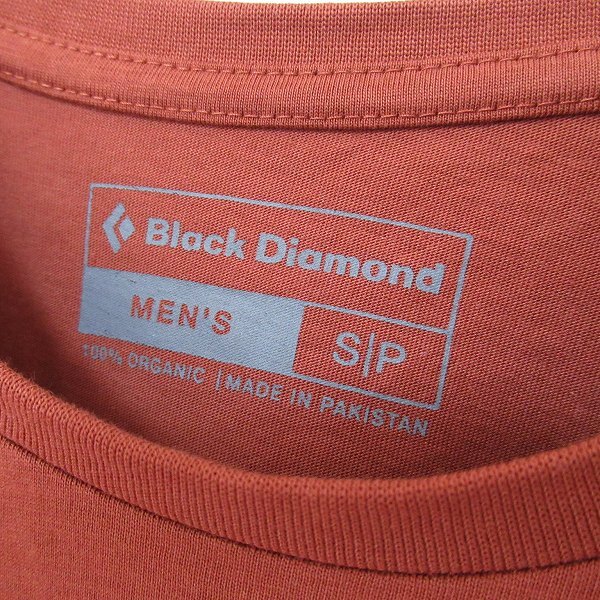 Black Diamond
MEN'S S|P
100% ORGANIC | MADE IN PAKISTAN